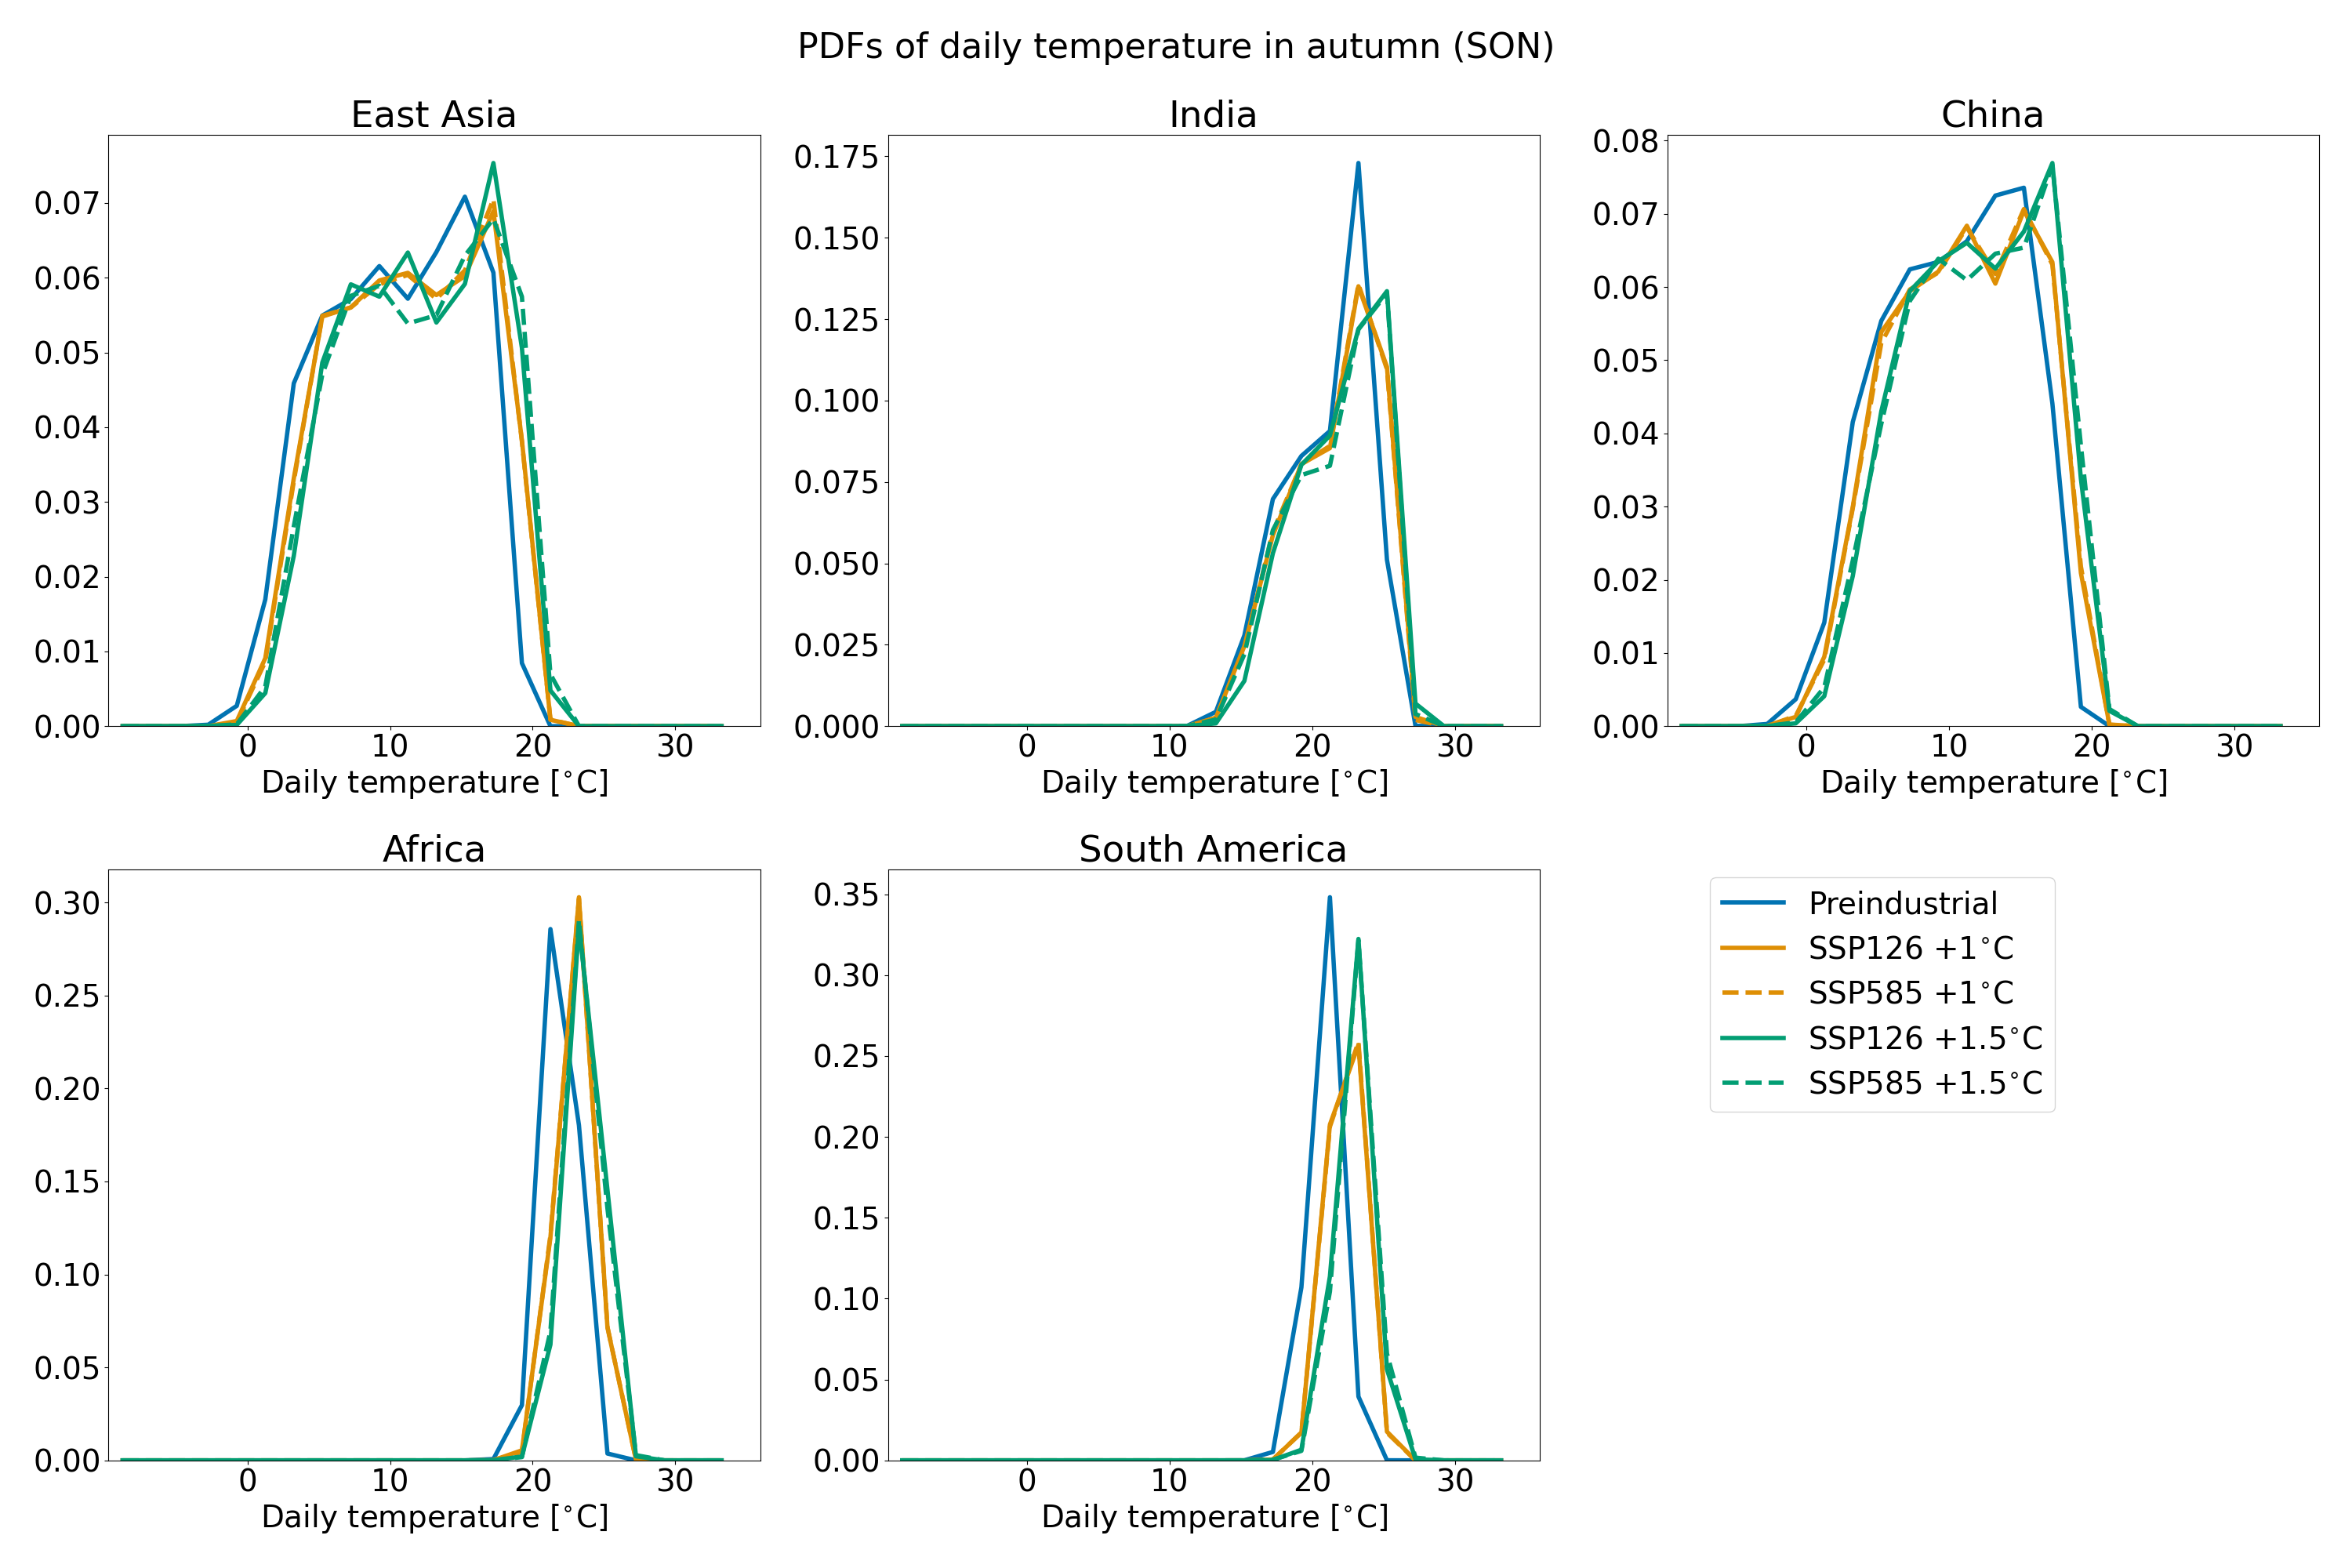 PDFs of daily temperature in autumn (SON)
East Asia
0.07
0.06
0.05
0.04
0.03
0.02
0.01
0.00
0 10 20 30
Daily temperature [°C]
India
0.175
0.150
0.125
0.100
0.075
0.050
0.025
0.000
0 10 20 30
Daily temperature [°C]
China
0.08
0.07
0.06
0.05
0.04
0.03
0.02
0.01
0.00
0 10 20 30
Daily temperature [°C]
Africa
0.30
0.25
0.20
0.15
0.10
0.05
0.00
0 10 20 30
Daily temperature [°C]
South America
0.35
0.30
0.25
0.20
0.15
0.10
0.05
0.00
0 10 20 30
Daily temperature [°C]
Preindustrial
SSP126 +1°C
SSP585 +1°C
SSP126 +1.5°C
SSP585 +1.5°C